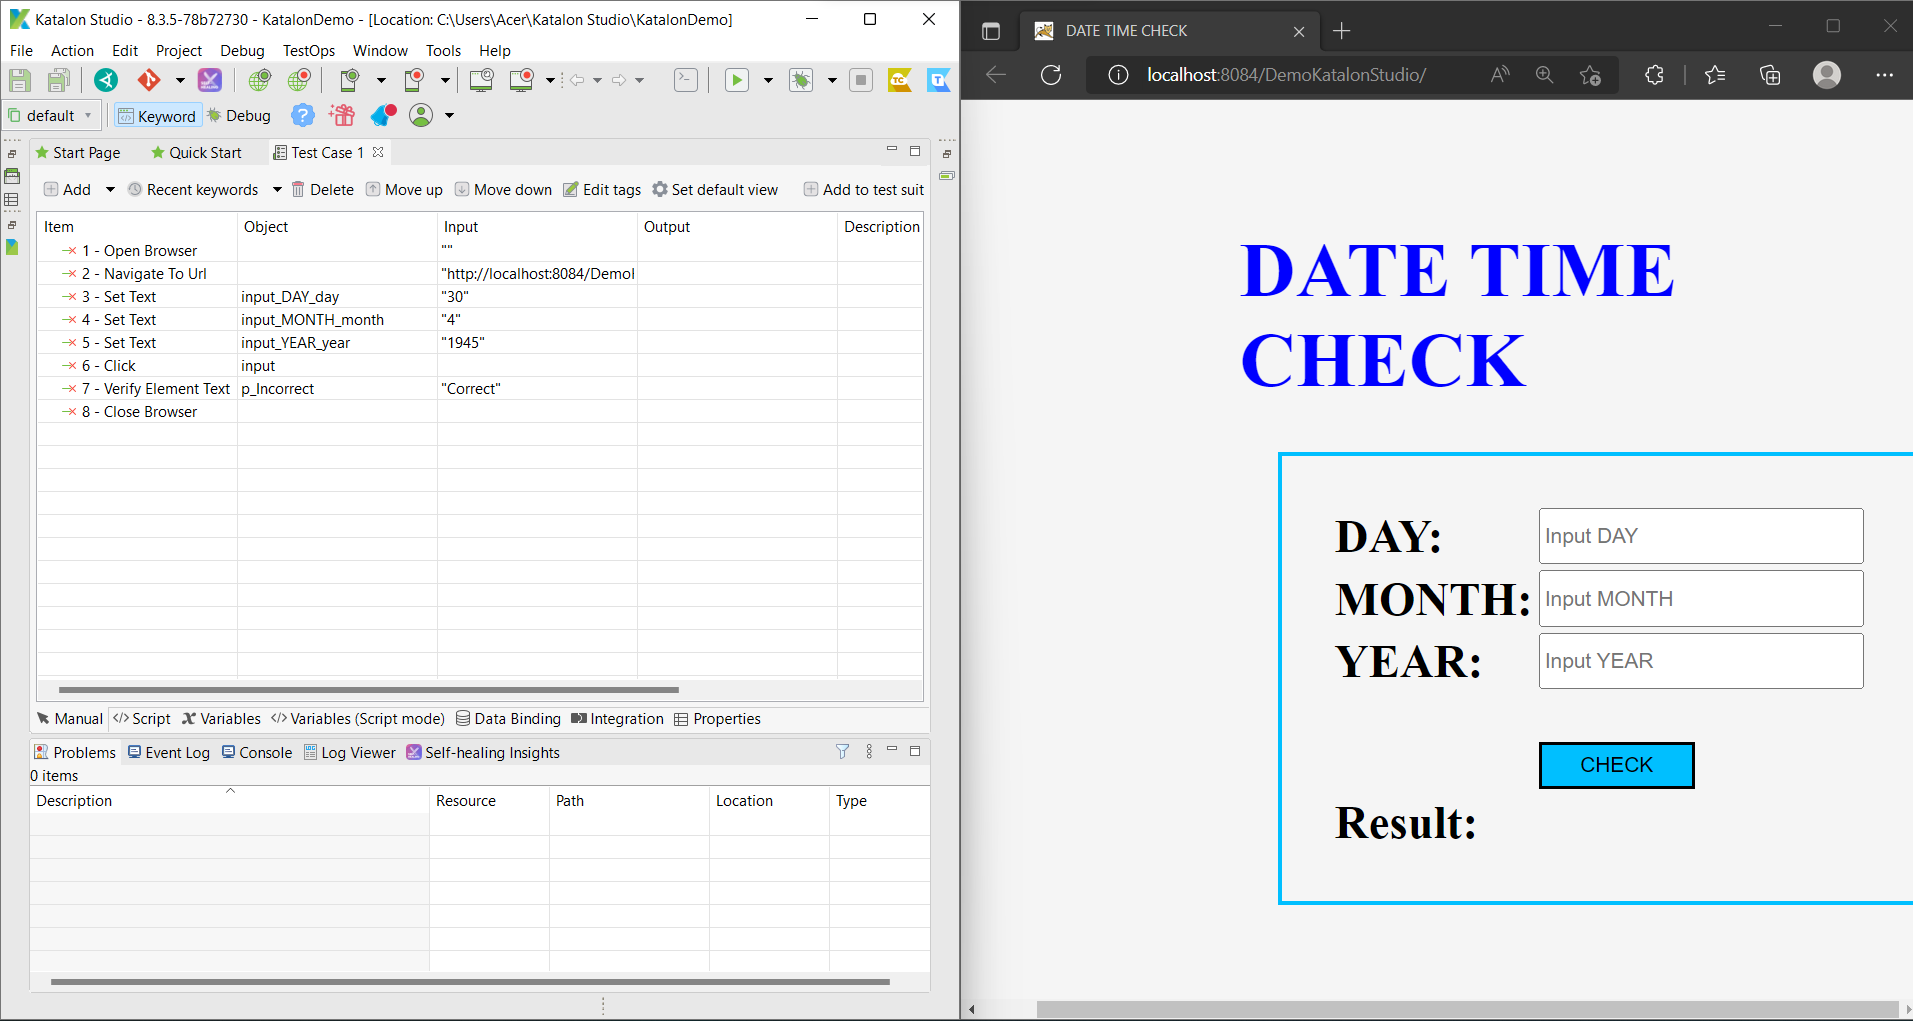 Katalon Studio - 8.3.5-78b72730 - KatalonDemo - [Location: C:\Users\Acer\Katalon Studio\KatalonDemo]
File Action Edit Project Debug TestOps Window Tools Help
default Keyword Debug
Start Page Quick Start Test Case 1
Add Recent keywords Delete Move up Move down Edit tags Set default view Add to test suit
Item Object Input Output Description
1 - Open Browser ""
2 - Navigate To Url "http://localhost:8084/Demol
3 - Set Text input_DAY_day "30"
4 - Set Text input_MONTH_month "4"
5 - Set Text input_YEAR_year "1945"
6 - Click input
7 - Verify Element Text p_Incorrect "Correct"
8 - Close Browser
Manual Script Variables Variables (Script mode) Data Binding Integration Properties
Problems Event Log Console Log Viewer Self-healing Insights
0 items
Description Resource Path Location Type
DATE TIME CHECK
localhost:8084/DemoKatalonStudio/
DATE TIME
CHECK
DAY: Input DAY
MONTH: Input MONTH
YEAR: Input YEAR
CHECK
Result: